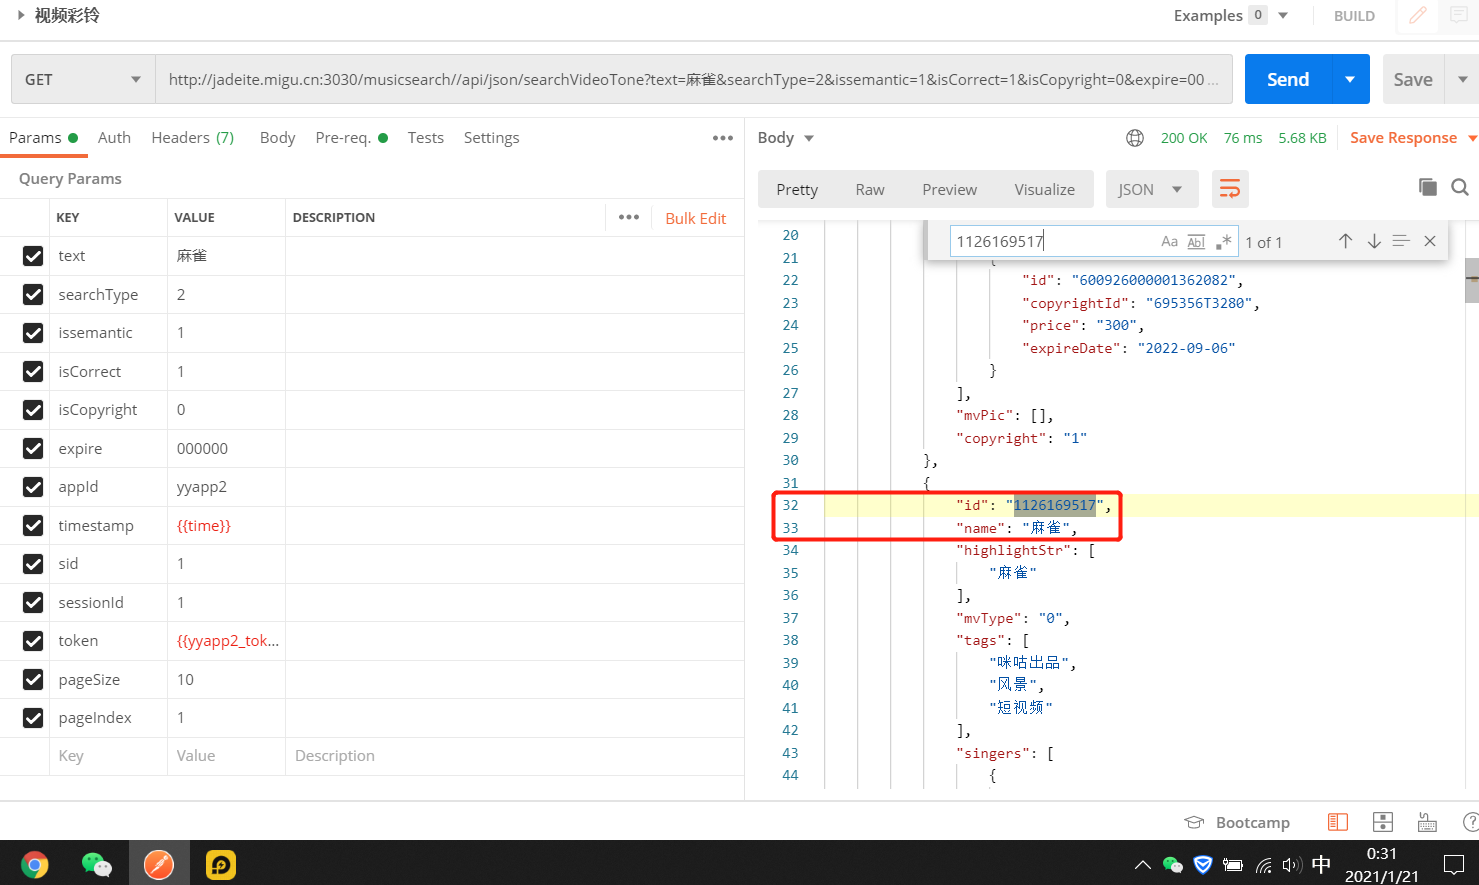 视频彩铃
Examples 0
BUILD
GET
http://jadeite.migu.cn:3030/musicsearch//api/json/searchVideoTone?text=麻雀&searchType=2&issemantic=1&isCorrect=1&isCopyright=0&expire=00 ...
Send
Save
Params
Auth
Headers (7)
Body
Pre-req.
Tests
Settings
Query Params
KEY VALUE DESCRIPTION
Bulk Edit
text 麻雀
searchType 2
issemantic 1
isCorrect 1
isCopyright 0
expire 000000
appId yyapp2
timestamp {{time}}
sid 1
sessionId 1
token {{yyapp2_tok...
pageSize 10
pageIndex 1
Key Value Description
Body
200 OK 76 ms 5.68 KB
Save Response
Pretty Raw Preview Visualize
JSON
1126169517
Aa Abl .*
1 of 1
20
21 {
22 "id": "600926000001362082",
23 "copyrightId": "695356T3280",
24 "price": "300",
25 "expireDate": "2022-09-06"
26 }
27 ],
28 "mvPic": [],
29 "copyright": "1"
30 },
31 {
32 "id": "1126169517",
33 "name": "麻雀",
34 "highlightStr": [
35 "麻雀"
36 ],
37 "mvType": "0",
38 "tags": [
39 "咪咕出品",
40 "风景",
41 "短视频"
42 ],
43 "singers": [
44 {
Bootcamp
中
0:31
2021/1/21